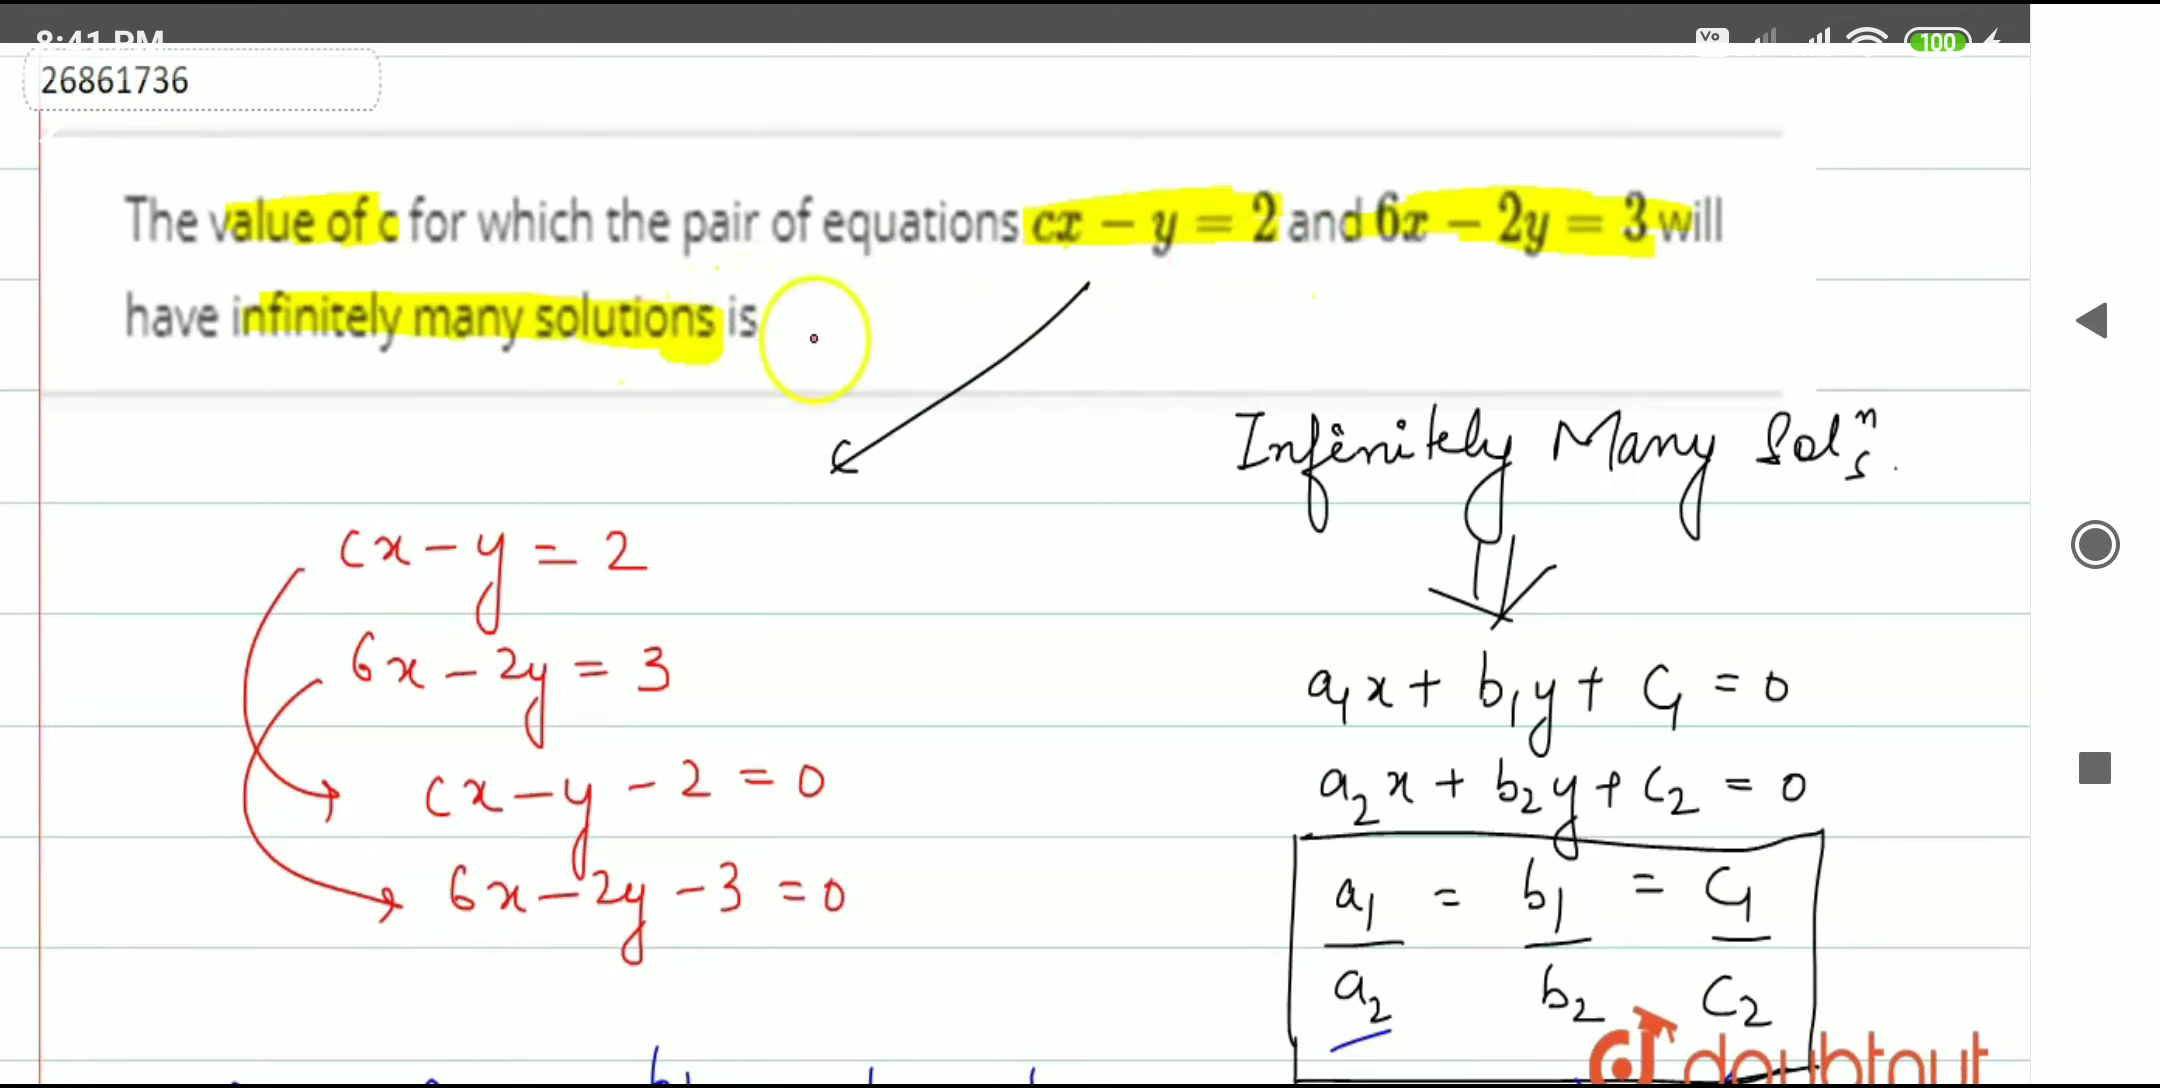 8:41 PM Vo 100
26861736
The value of c for which the pair of equations cx − y = 2 and 6x − 2y = 3 will
have infinitely many solutions is
Infinitely Many Solⁿs.
cx − y = 2
6x − 2y = 3
a₁x + b₁y + c₁ = 0
cx − y − 2 = 0
a₂x + b₂y + c₂ = 0
6x − 2y − 3 = 0
a₁/a₂ = b₁/b₂ = c₁/c₂
doubtnut